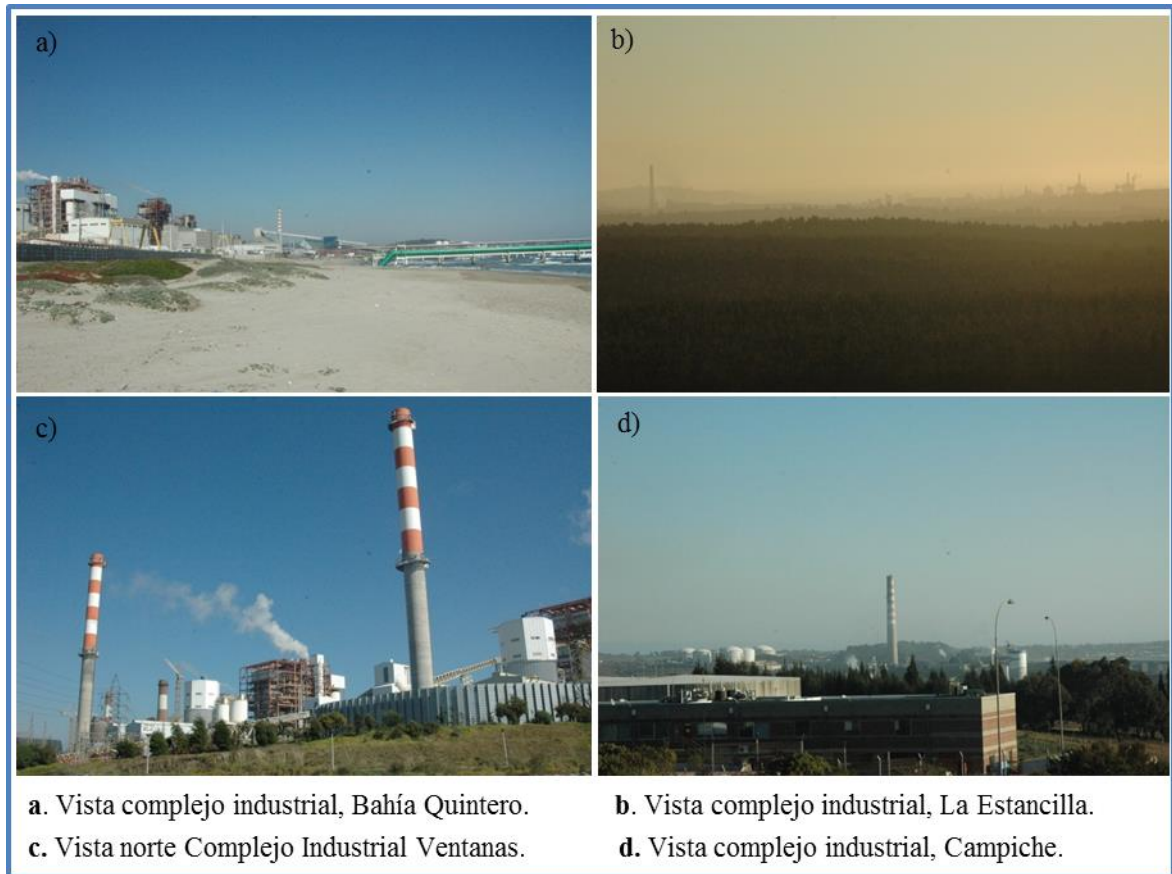 a)
b)
c)
d)
a. Vista complejo industrial, Bahía Quintero.
b. Vista complejo industrial, La Estancilla.
c. Vista norte Complejo Industrial Ventanas.
d. Vista complejo industrial, Campiche.